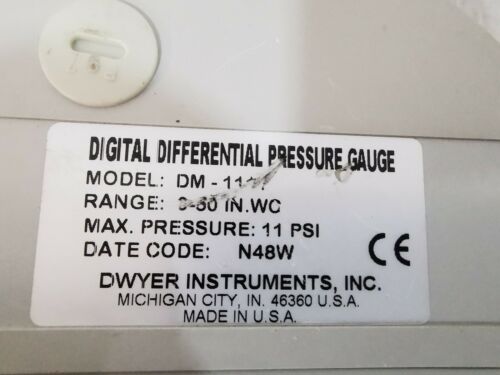 DIGITAL DIFFERENTIAL PRESSURE GAUGE
MODEL: DM -
RANGE: IN.WC
MAX. PRESSURE: 11 PSI
DATE CODE: N48W
CE
DWYER INSTRUMENTS, INC.
MICHIGAN CITY, IN. 46360 U.S.A.
MADE IN U.S.A.